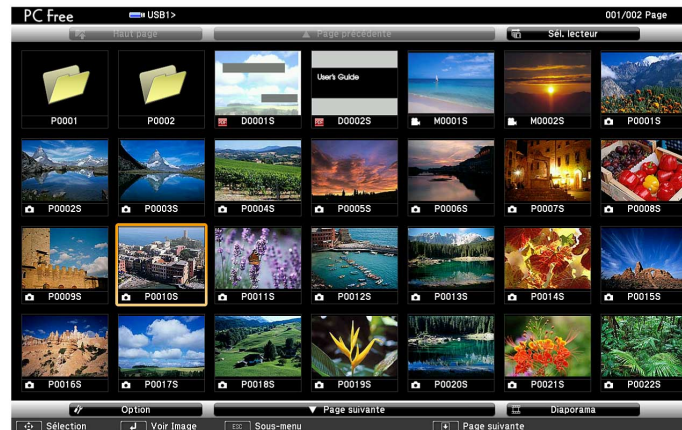 PC Free USB1> 001/002 Page
Haut page Page précédente Sél. lecteur
User's Guide
P0001 P0002 D0001S D0002S M0001S M0002S P0001S
P0002S P0003S P0004S P0005S P0006S P0007S P0008S
P0009S P0010S P0011S P0012S P0013S P0014S P0015S
P0016S P0017S P0018S P0019S P0020S P0021S P0022S
Option Page suivante Diaporama
Sélection Voir Image ESC Sous-menu Page suivante